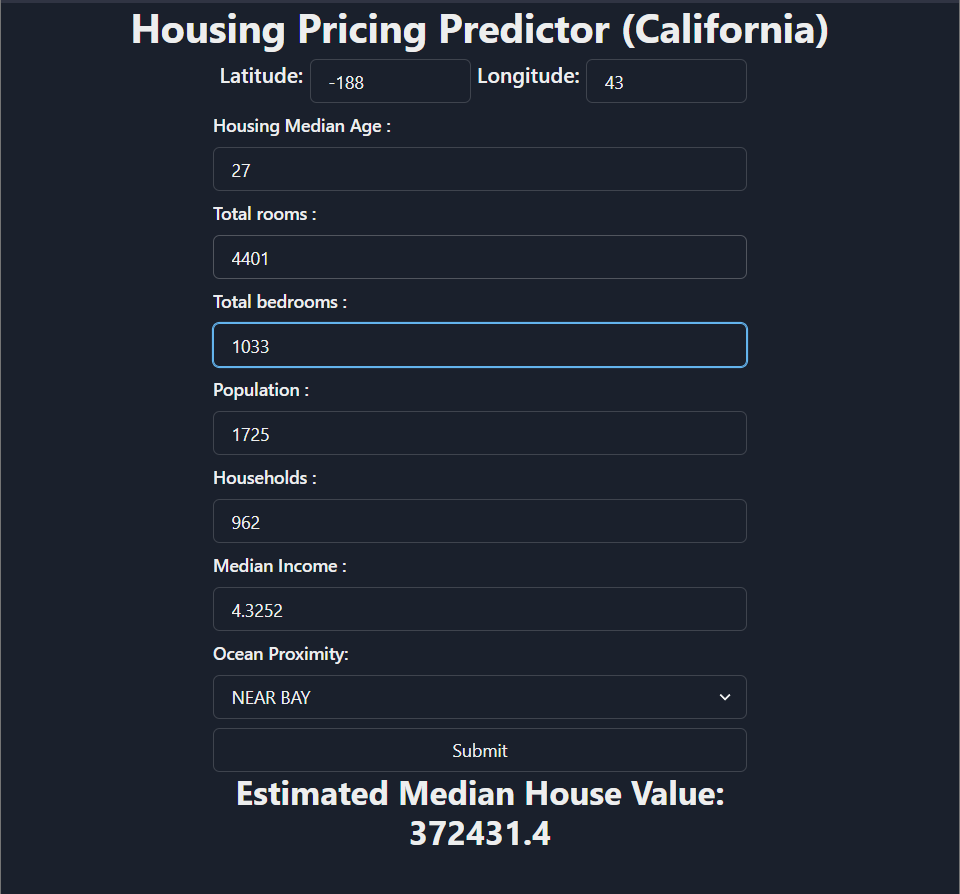 Housing Pricing Predictor (California)
Latitude: -188 Longitude: 43
Housing Median Age :
27
Total rooms :
4401
Total bedrooms :
1033
Population :
1725
Households :
962
Median Income :
4.3252
Ocean Proximity:
NEAR BAY
Submit
Estimated Median House Value:
372431.4